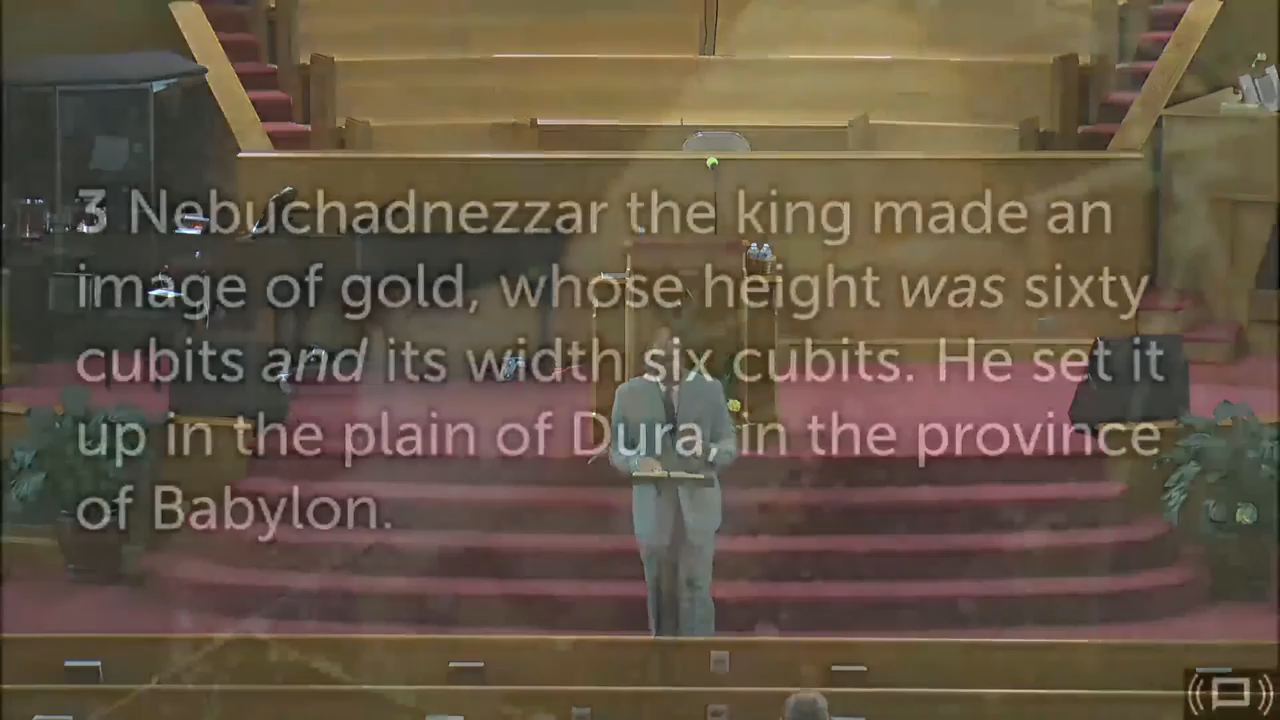 3 Nebuchadnezzar the king made an
image of gold, whose height was sixty
cubits and its width six cubits. He set it
up in the plain of Dura, in the province
of Babylon.